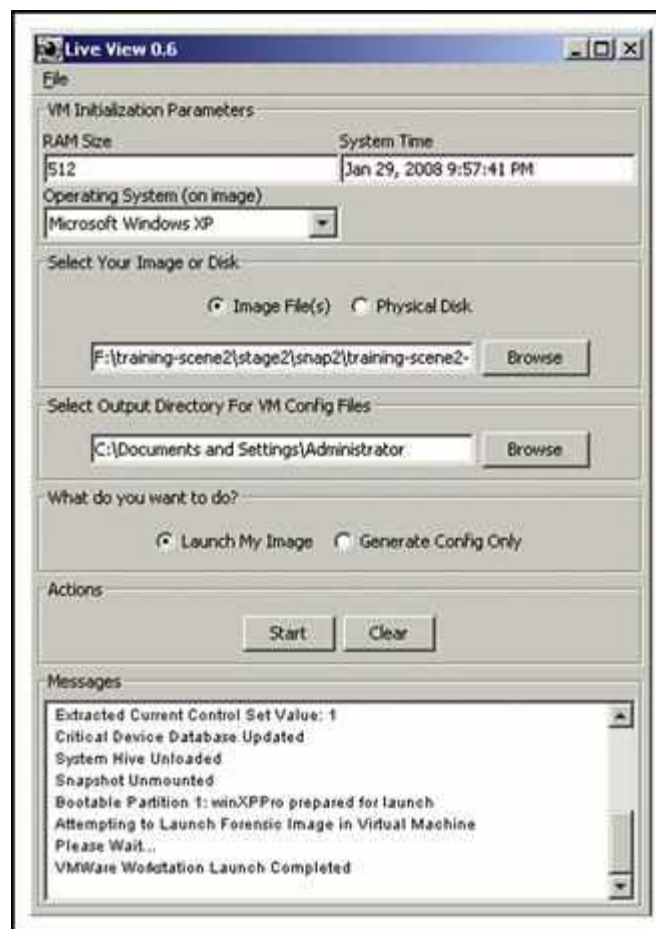 Live View 0.6
File
VM Initialization Parameters
RAM Size System Time
512 Jan 29, 2008 9:57:41 PM
Operating System (on image)
Microsoft Windows XP
Select Your Image or Disk
Image File(s) Physical Disk
F:\training-scene2\stage2\snap2\training-scene2- Browse
Select Output Directory For VM Config Files
C:\Documents and Settings\Administrator Browse
What do you want to do?
Launch My Image Generate Config Only
Actions
Start Clear
Messages
Extracted Current Control Set Value: 1
Critical Device Database Updated
System Hive Unloaded
Snapshot Unmounted
Bootable Partition 1: winXPPro prepared for launch
Attempting to Launch Forensic Image in Virtual Machine
Please Wait...
VMWare Workstation Launch Completed